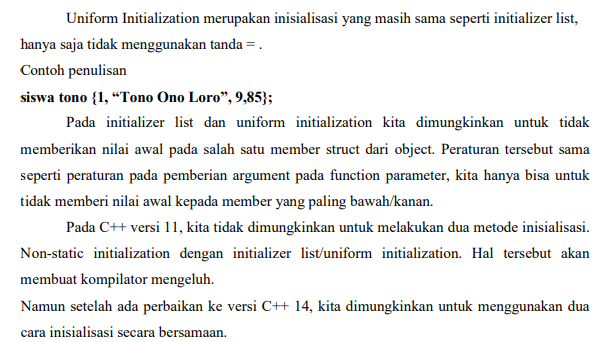 Uniform Initialization merupakan inisialisasi yang masih sama seperti initializer list,
hanya saja tidak menggunakan tanda = .
Contoh penulisan
siswa tono {1, “Tono Ono Loro”, 9,85};
Pada initializer list dan uniform initialization kita dimungkinkan untuk tidak
memberikan nilai awal pada salah satu member struct dari object. Peraturan tersebut sama
seperti peraturan pada pemberian argument pada function parameter, kita hanya bisa untuk
tidak memberi nilai awal kepada member yang paling bawah/kanan.
Pada C++ versi 11, kita tidak dimungkinkan untuk melakukan dua metode inisialisasi.
Non-static initialization dengan initializer list/uniform initialization. Hal tersebut akan
membuat kompilator mengeluh.
Namun setelah ada perbaikan ke versi C++ 14, kita dimungkinkan untuk menggunakan dua
cara inisialisasi secara bersamaan.